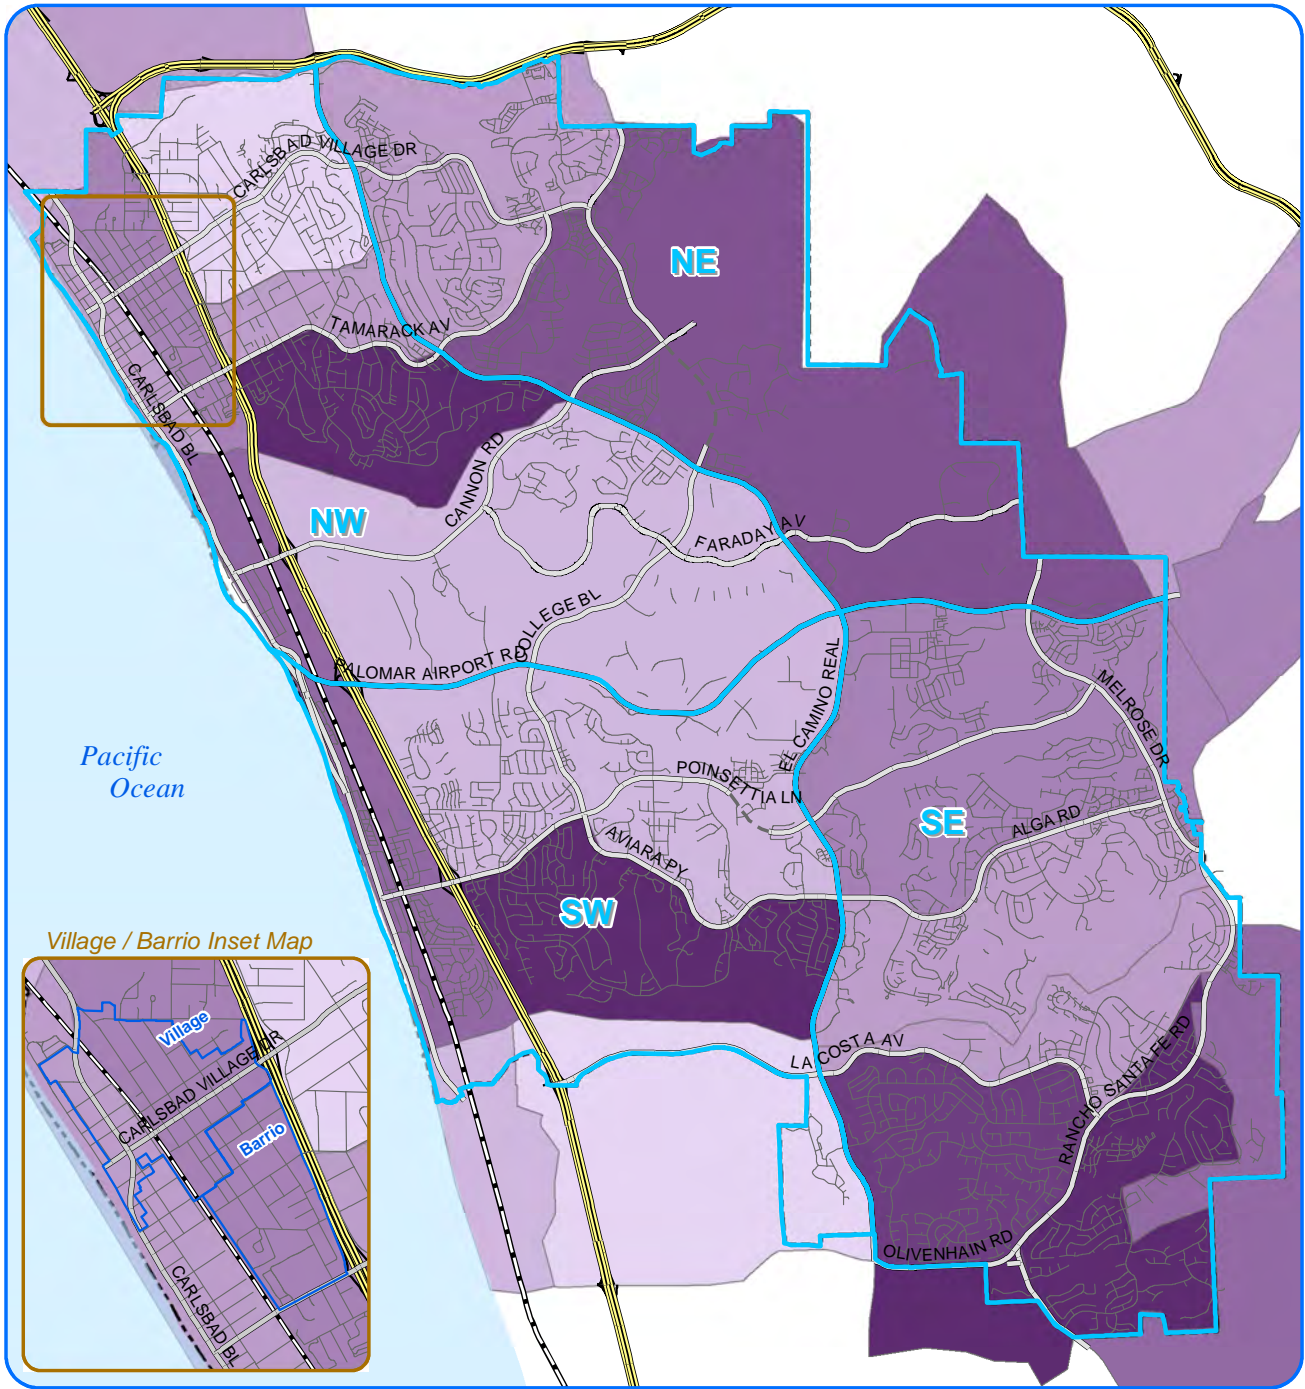 CARLSBAD VILLAGE DR
NE
TAMARACK AV
CARLSBAD BL
CANNON RD
NW
FARADAY AV
COLLEGE BL
PALOMAR AIRPORT RD
EL CAMINO REAL
MELROSE DR
Pacific
Ocean
POINSETTIA LN
SE
ALGA RD
AVIARA PY
SW
Village / Barrio Inset Map
LA COSTA AV
RANCHO SANTA FE RD
OLIVENHAIN RD
Village
CARLSBAD VILLAGE DR
Barrio
CARLSBAD BL